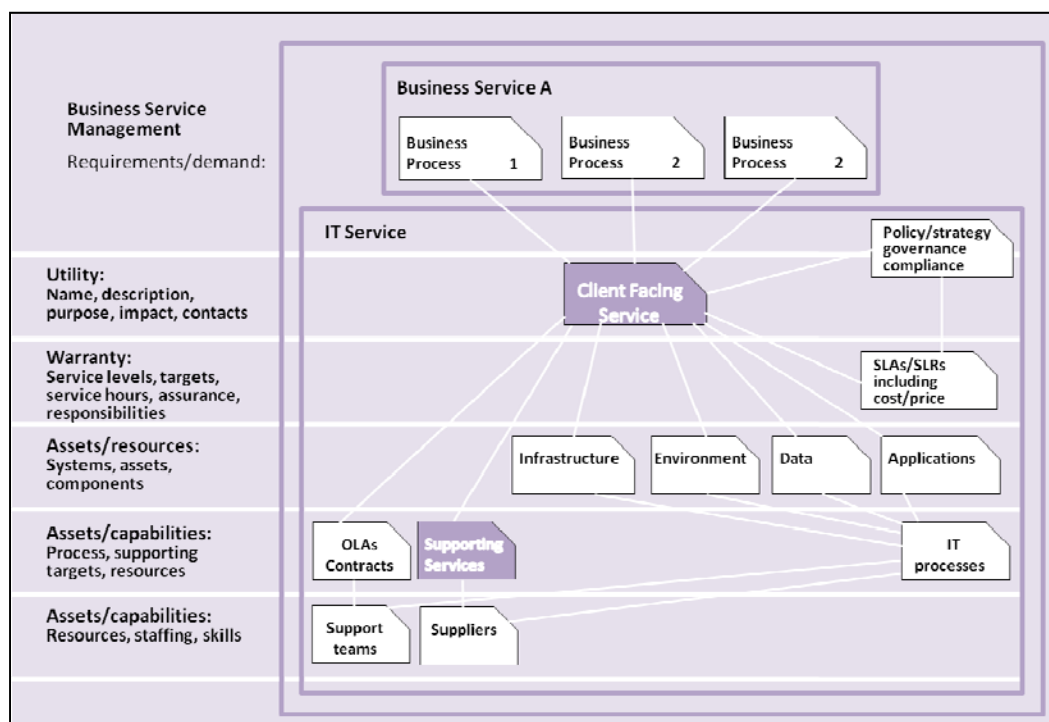 Business Service A
Business Service
Management
Requirements/demand:
Business
Process 1
Business
Process 2
Business
Process 2
IT Service
Policy/strategy
governance
compliance
Utility:
Name, description,
purpose, impact, contacts
Client Facing
Service
Warranty:
Service levels, targets,
service hours, assurance,
responsibilities
SLAs/SLRs
including
cost/price
Assets/resources:
Systems, assets,
components
Infrastructure
Environment
Data
Applications
Assets/capabilities:
Process, supporting
targets, resources
OLAs
Contracts
Supporting
Services
IT
processes
Assets/capabilities:
Resources, staffing, skills
Support
teams
Suppliers